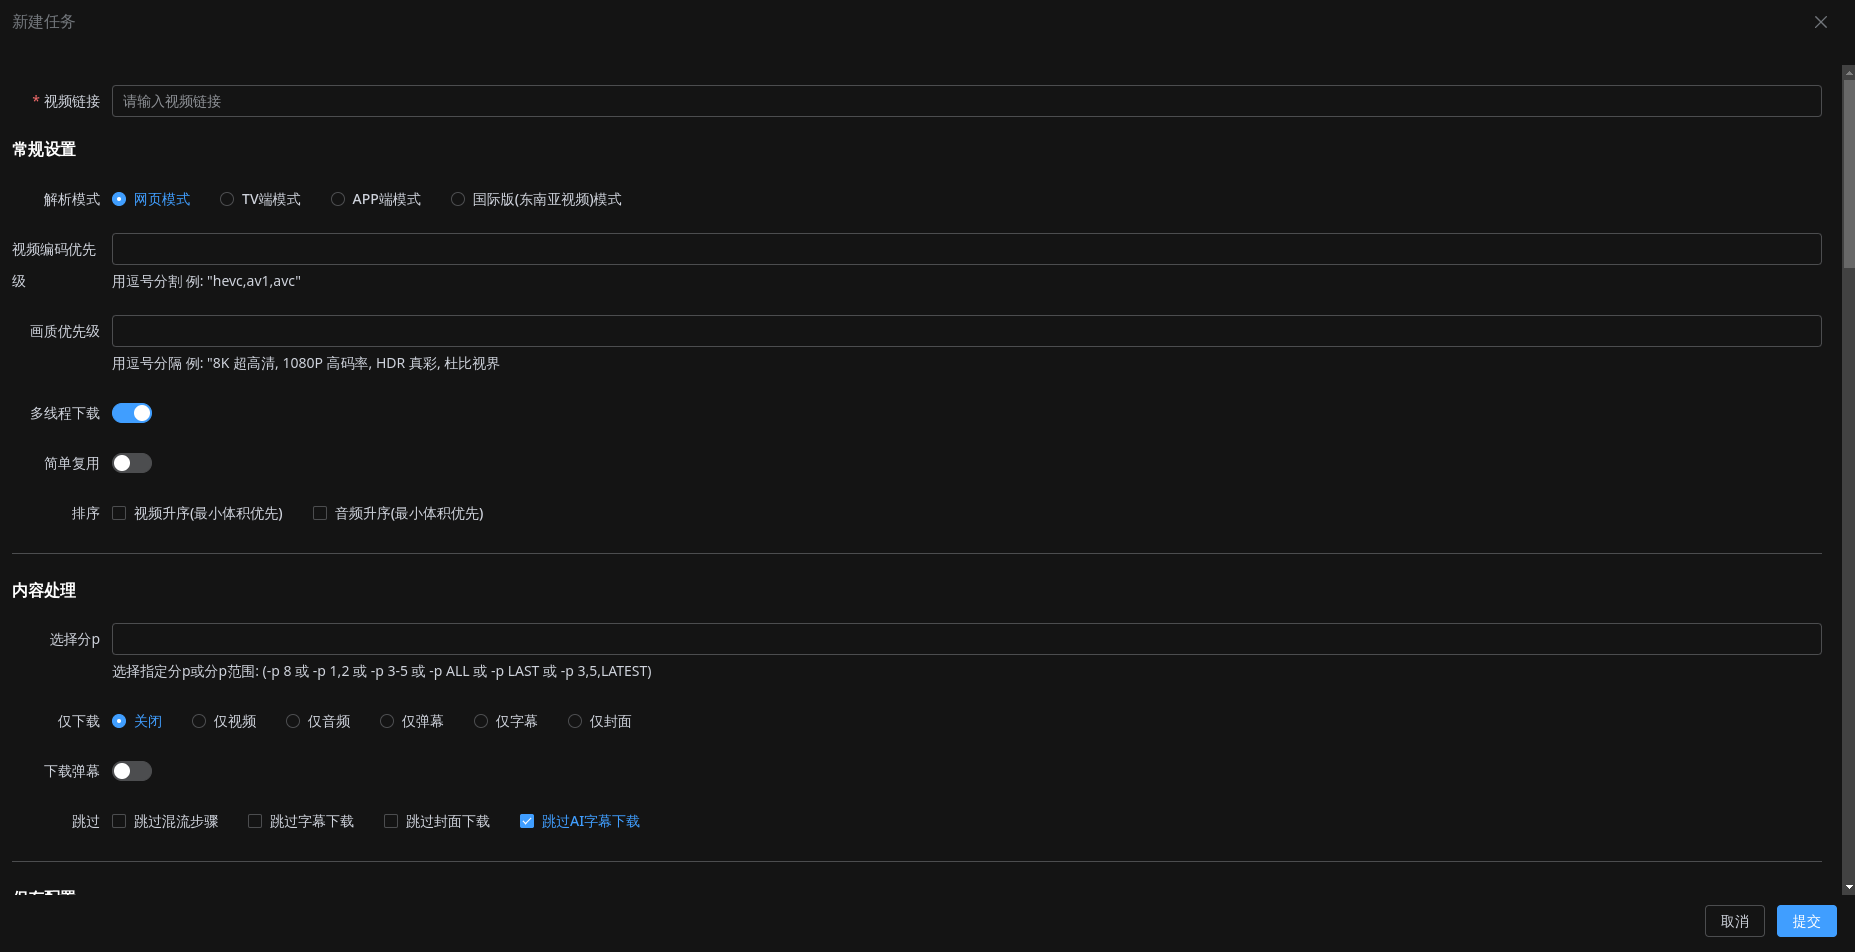 新建任务
* 视频链接 请输入视频链接
常规设置
解析模式 网页模式 TV端模式 APP端模式 国际版(东南亚视频)模式
视频编码优先级
用逗号分割 例: "hevc,av1,avc"
画质优先级
用逗号分隔 例: "8K 超高清, 1080P 高码率, HDR 真彩, 杜比视界
多线程下载
简单复用
排序 视频升序(最小体积优先) 音频升序(最小体积优先)
内容处理
选择分p
选择指定分p或分p范围: (-p 8 或 -p 1,2 或 -p 3-5 或 -p ALL 或 -p LAST 或 -p 3,5,LATEST)
仅下载 关闭 仅视频 仅音频 仅弹幕 仅字幕 仅封面
下载弹幕
跳过 跳过混流步骤 跳过字幕下载 跳过封面下载 跳过AI字幕下载
取消 提交